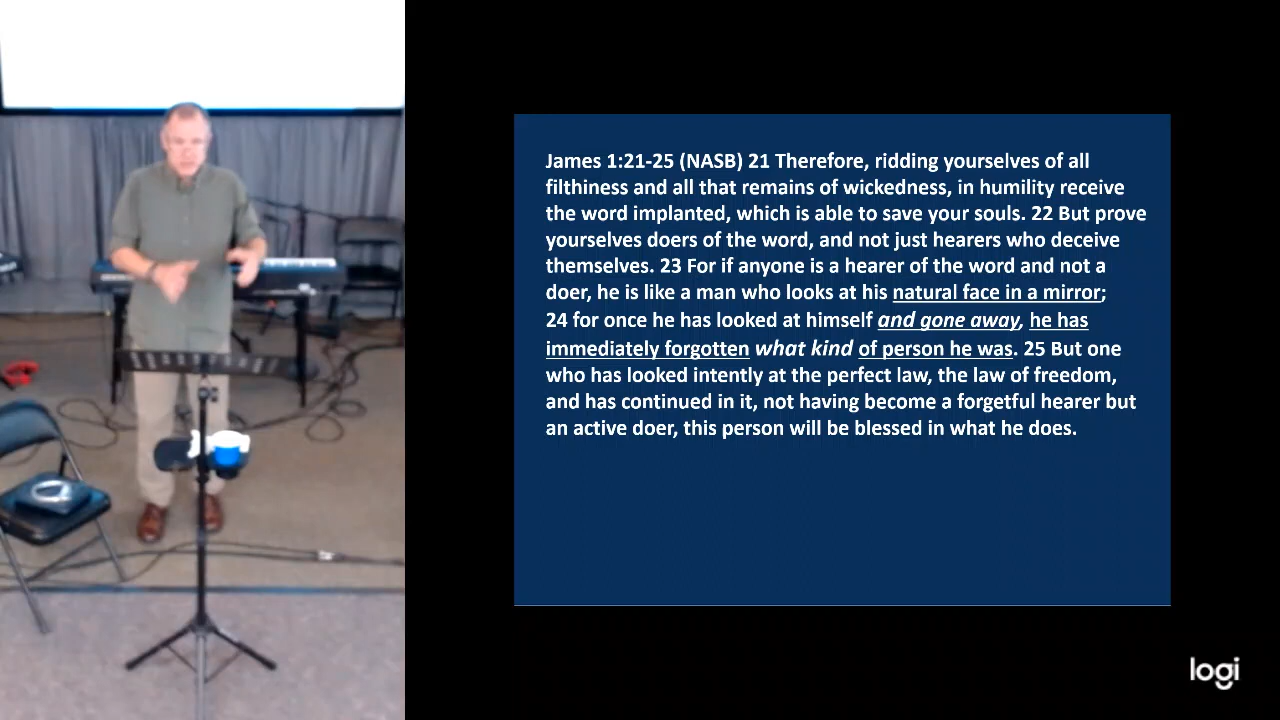 James 1:21-25 (NASB) 21 Therefore, ridding yourselves of all
filthiness and all that remains of wickedness, in humility receive
the word implanted, which is able to save your souls. 22 But prove
yourselves doers of the word, and not just hearers who deceive
themselves. 23 For if anyone is a hearer of the word and not a
doer, he is like a man who looks at his natural face in a mirror;
24 for once he has looked at himself and gone away, he has
immediately forgotten what kind of person he was. 25 But one
who has looked intently at the perfect law, the law of freedom,
and has continued in it, not having become a forgetful hearer but
an active doer, this person will be blessed in what he does.
logi